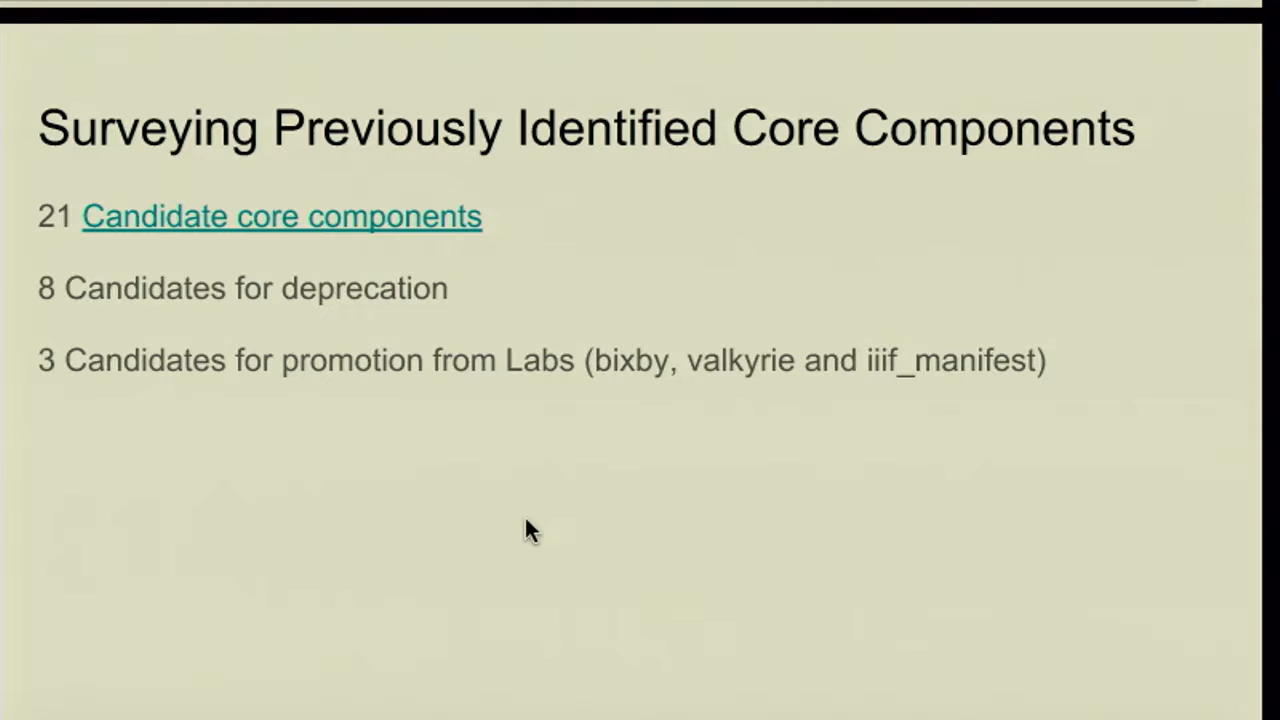 Surveying Previously Identified Core Components
21 Candidate core components
8 Candidates for deprecation
3 Candidates for promotion from Labs (bixby, valkyrie and iiif_manifest)